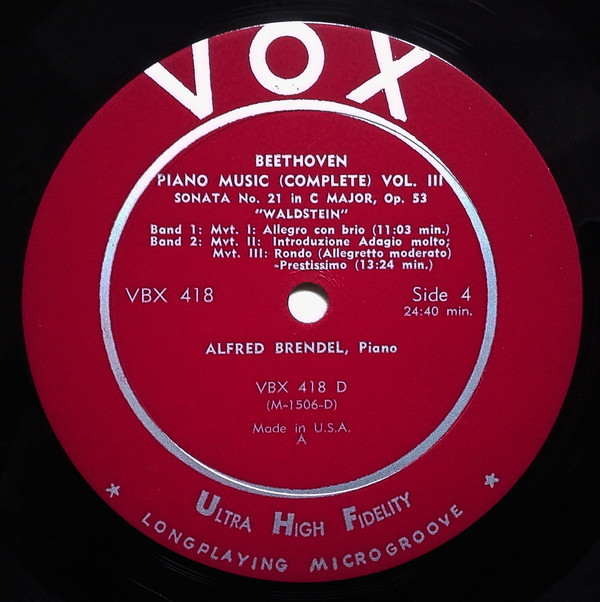 VOX
BEETHOVEN
PIANO MUSIC (COMPLETE) VOL. III
SONATA No. 21 in C MAJOR, Op. 53
"WALDSTEIN"
Band 1: Mvt. I: Allegro con brio (11:03 min.)
Band 2: Mvt. II: Introduzione Adagio molto;
Mvt. III: Rondo (Allegretto moderato)
-Prestissimo (13:24 min.)
VBX 418
Side 4
24:40 min.
ALFRED BRENDEL, Piano
VBX 418 D
(M-1506-D)
Made in U.S.A.
A
ULTRA HIGH FIDELITY
LONGPLAYING MICROGROOVE